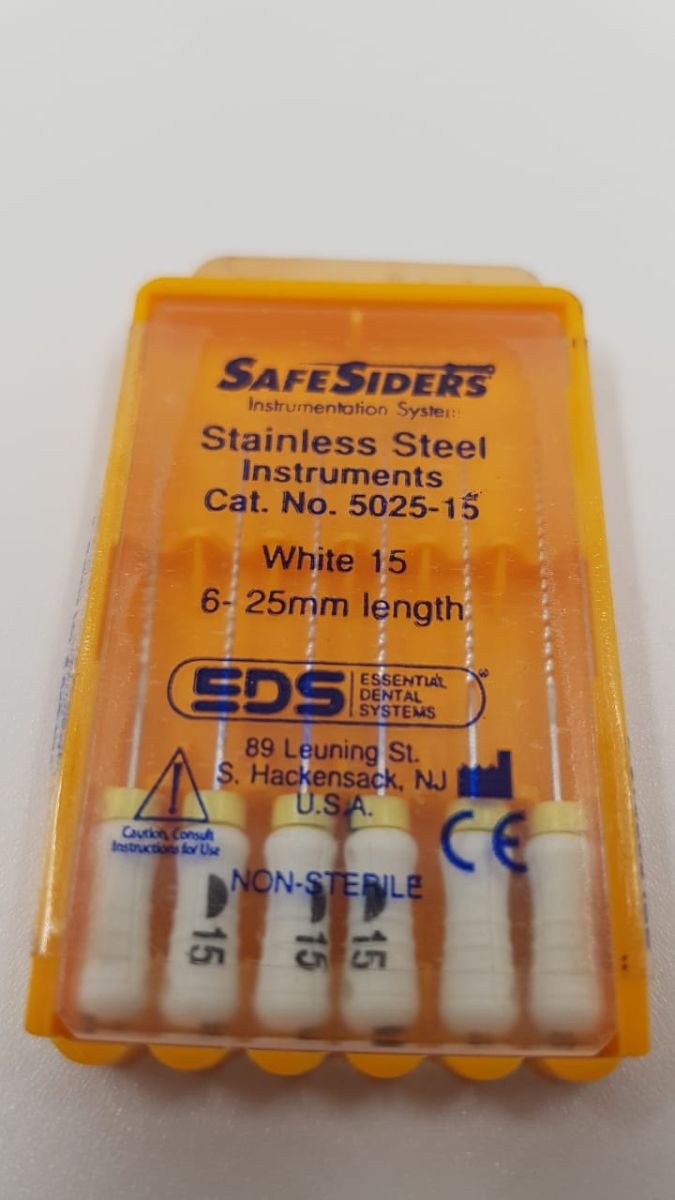 SAFESIDERS
Instrumentation System
Stainless Steel
Instruments
Cat. No. 5025-15
White 15
6- 25mm length
EDS ESSENTIAL DENTAL SYSTEMS ®
89 Leuning St.
S. Hackensack, NJ
U.S.A.
Caution, Consult
Instructions for Use
CE
NON-STERILE
15
15
15